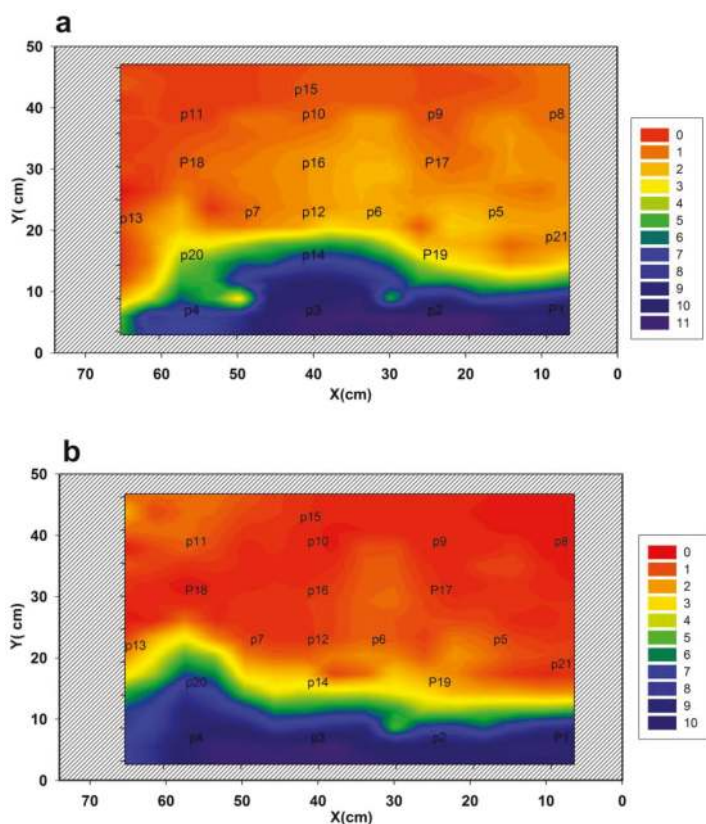 a
50
40
30
20
10
0
Y( cm)
p15
p11
p10
p9
p8
P18
p16
P17
p13
p7
p12
p6
p5
p21
p20
p14
P19
p4
p3
p2
P1
70
60
50
40
30
20
10
0
X(cm)
0
1
2
3
4
5
6
7
8
9
10
11
b
50
40
30
20
10
0
Y( cm)
p15
p11
p10
p9
p8
P18
p16
P17
p13
p7
p12
p6
p5
p21
p20
p14
P19
p4
p3
p2
P1
70
60
50
40
30
20
10
0
X(cm)
0
1
2
3
4
5
6
7
8
9
10